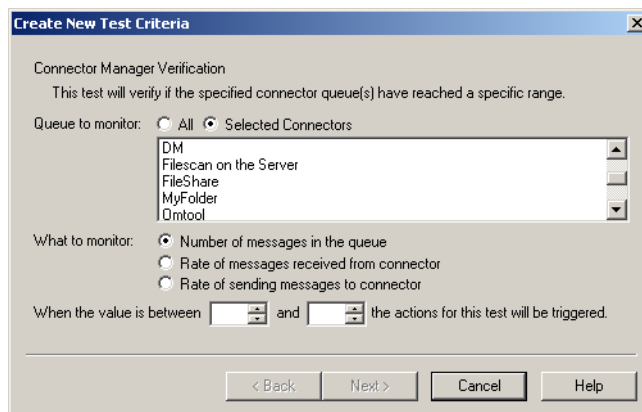 Create New Test Criteria
Connector Manager Verification
This test will verify if the specified connector queue(s) have reached a specific range.
Queue to monitor: All Selected Connectors
DM
Filescan on the Server
FileShare
MyFolder
Omtool
What to monitor: Number of messages in the queue
Rate of messages received from connector
Rate of sending messages to connector
When the value is between and the actions for this test will be triggered.
< Back Next > Cancel Help